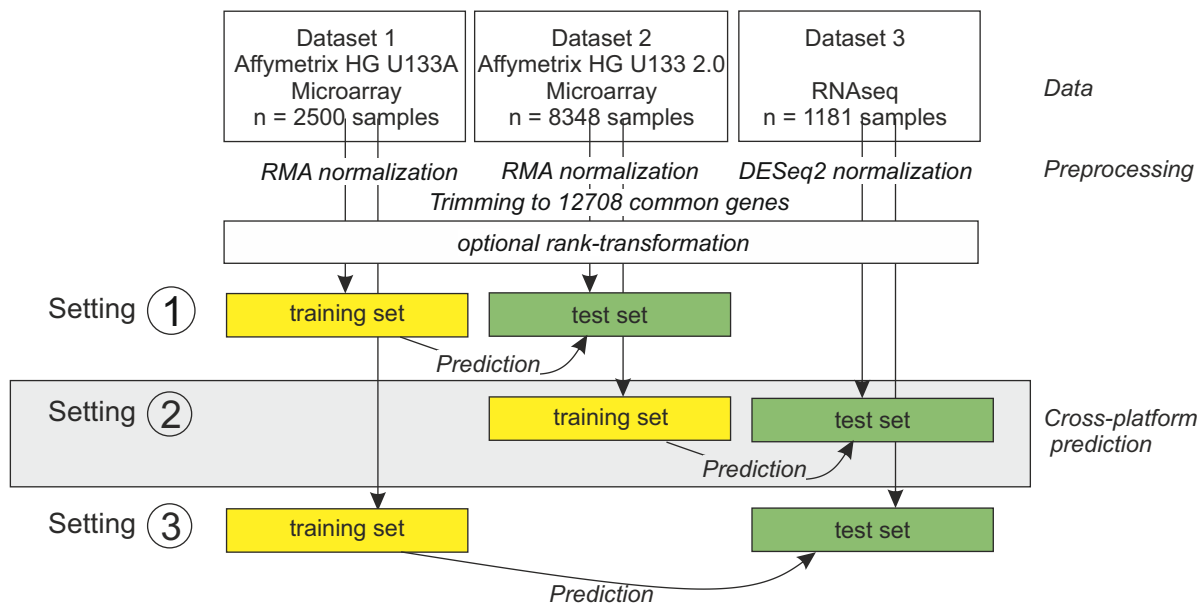 Dataset 1
Affymetrix HG U133A
Microarray
n = 2500 samples
Dataset 2
Affymetrix HG U133 2.0
Microarray
n = 8348 samples
Dataset 3
RNAseq
n = 1181 samples
Data
RMA normalization
RMA normalization
DESeq2 normalization
Preprocessing
Trimming to 12708 common genes
optional rank-transformation
Setting 1
training set
test set
Prediction
Setting 2
training set
test set
Prediction
Cross-platform
prediction
Setting 3
training set
test set
Prediction